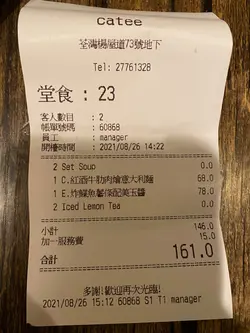 catee
荃灣楊屋道73號地下
Tel: 27761328
堂食 : 23
客人數目 : 2
帳單號碼 : 60868
員工 : manager
開檯時間 : 2021/08/26 14:22
2 Set Soup 0.0
1 C.紅酒牛肋肉燴意大利麵 68.0
1 E.炸鯷魚薯條配美玉醬 78.0
2 Iced Lemon Tea 0.0
小計 146.0
加一服務費 15.0
合計 161.0
多謝!歡迎再次光臨!
2021/08/26 15:12 60868 S1 T1 manager